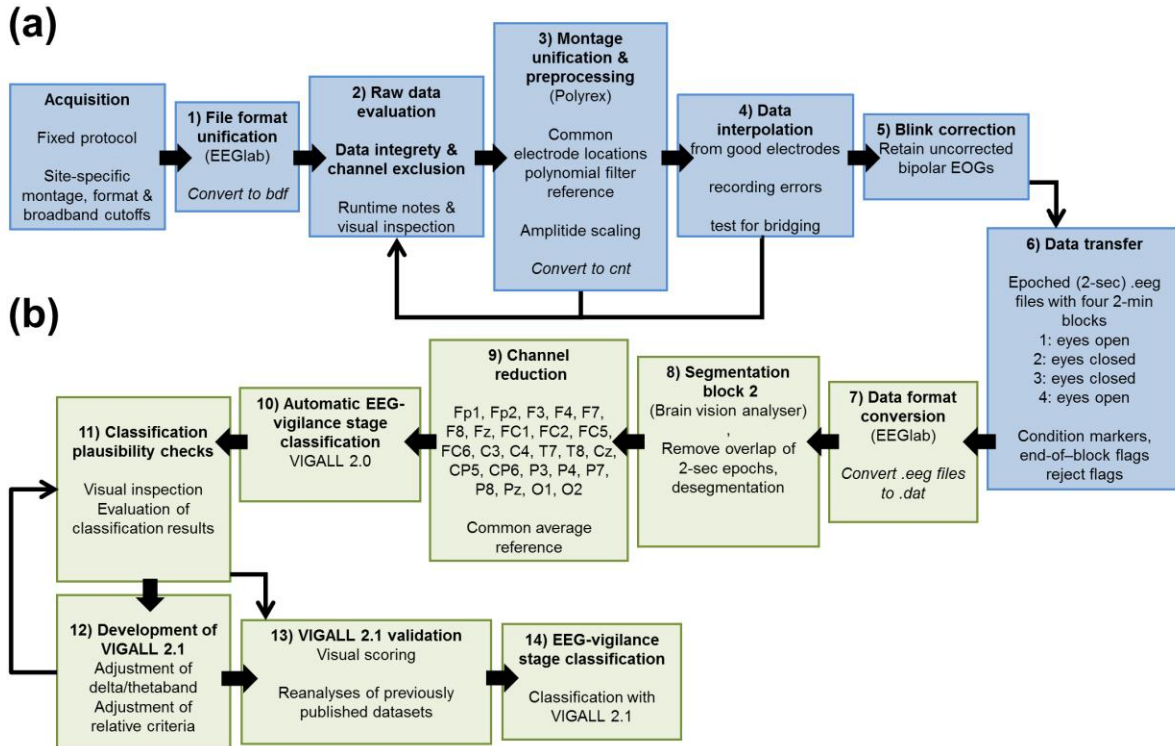 (a)
Acquisition
Fixed protocol
Site-specific
montage, format &
broadband cutoffs
1) File format
unification
(EEGlab)
Convert to bdf
2) Raw data
evaluation
Data integrety &
channel exclusion
Runtime notes &
visual inspection
3) Montage
unification &
preprocessing
(Polyrex)
Common
electrode locations
polynomial filter
reference
Amplitide scaling
Convert to cnt
4) Data
interpolation
from good electrodes
recording errors
test for bridging
5) Blink correction
Retain uncorrected
bipolar EOGs
6) Data transfer
Epoched (2-sec) .eeg
files with four 2-min
blocks
1: eyes open
2: eyes closed
3: eyes closed
4: eyes open
Condition markers,
end-of–block flags
reject flags
(b)
7) Data format
conversion
(EEGlab)
Convert .eeg files
to .dat
8) Segmentation
block 2
(Brain vision analyser)
,
Remove overlap of
2-sec epochs,
desegmentation
9) Channel
reduction
Fp1, Fp2, F3, F4, F7,
F8, Fz, FC1, FC2, FC5,
FC6, C3, C4, T7, T8, Cz,
CP5, CP6, P3, P4, P7,
P8, Pz, O1, O2
Common average
reference
10) Automatic EEG-
vigilance stage
classification
VIGALL 2.0
11) Classification
plausibility checks
Visual inspection
Evaluation of
classification results
12) Development of
VIGALL 2.1
Adjustment of
delta/thetaband
Adjustment of
relative criteria
13) VIGALL 2.1 validation
Visual scoring
Reanalyses of previously
published datasets
14) EEG-vigilance
stage classification
Classification with
VIGALL 2.1